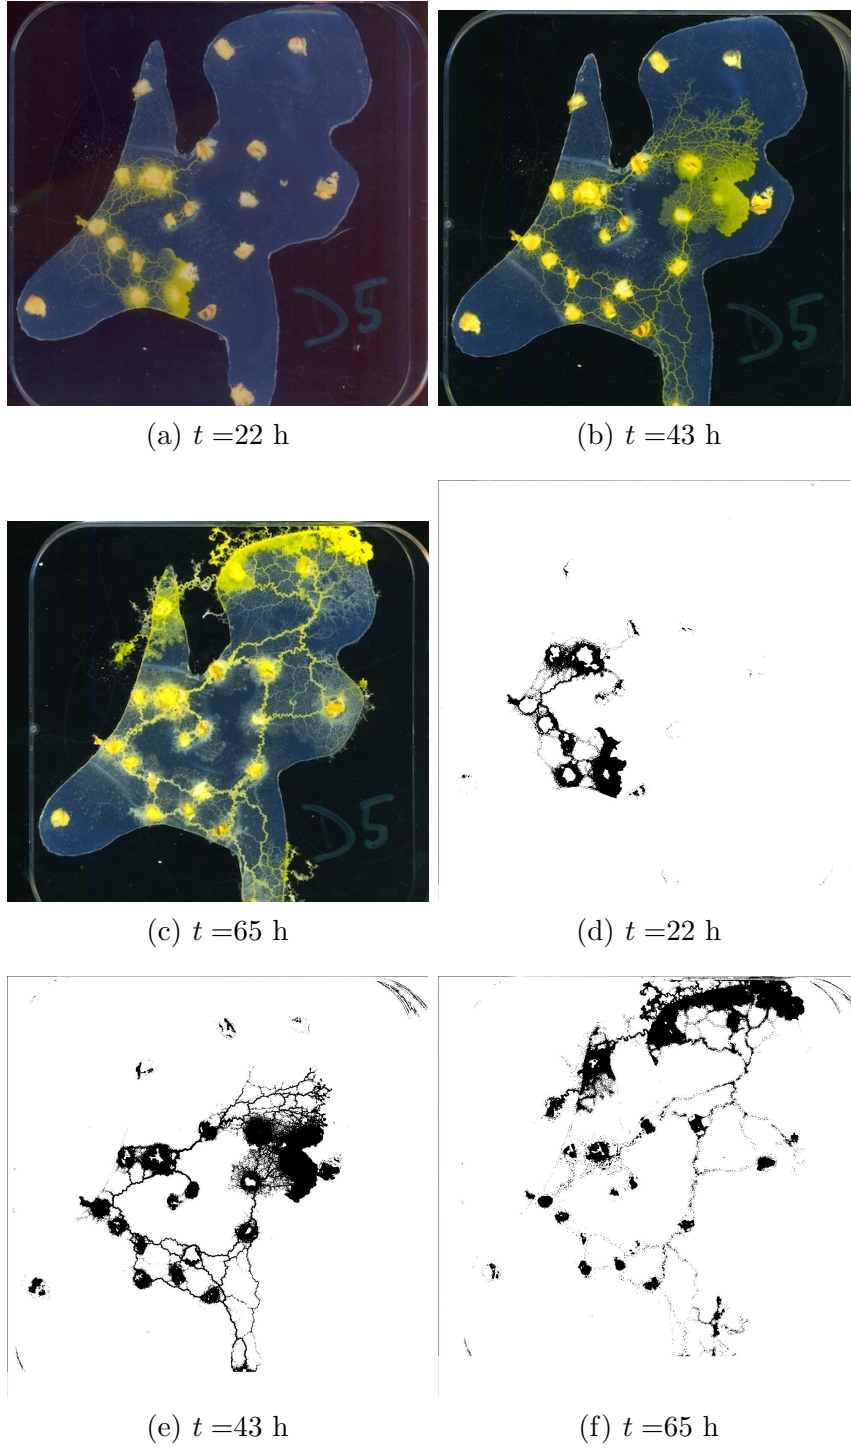 D5
D5
(a) t =22 h
(b) t =43 h
D5
(c) t =65 h
(d) t =22 h
(e) t =43 h
(f) t =65 h